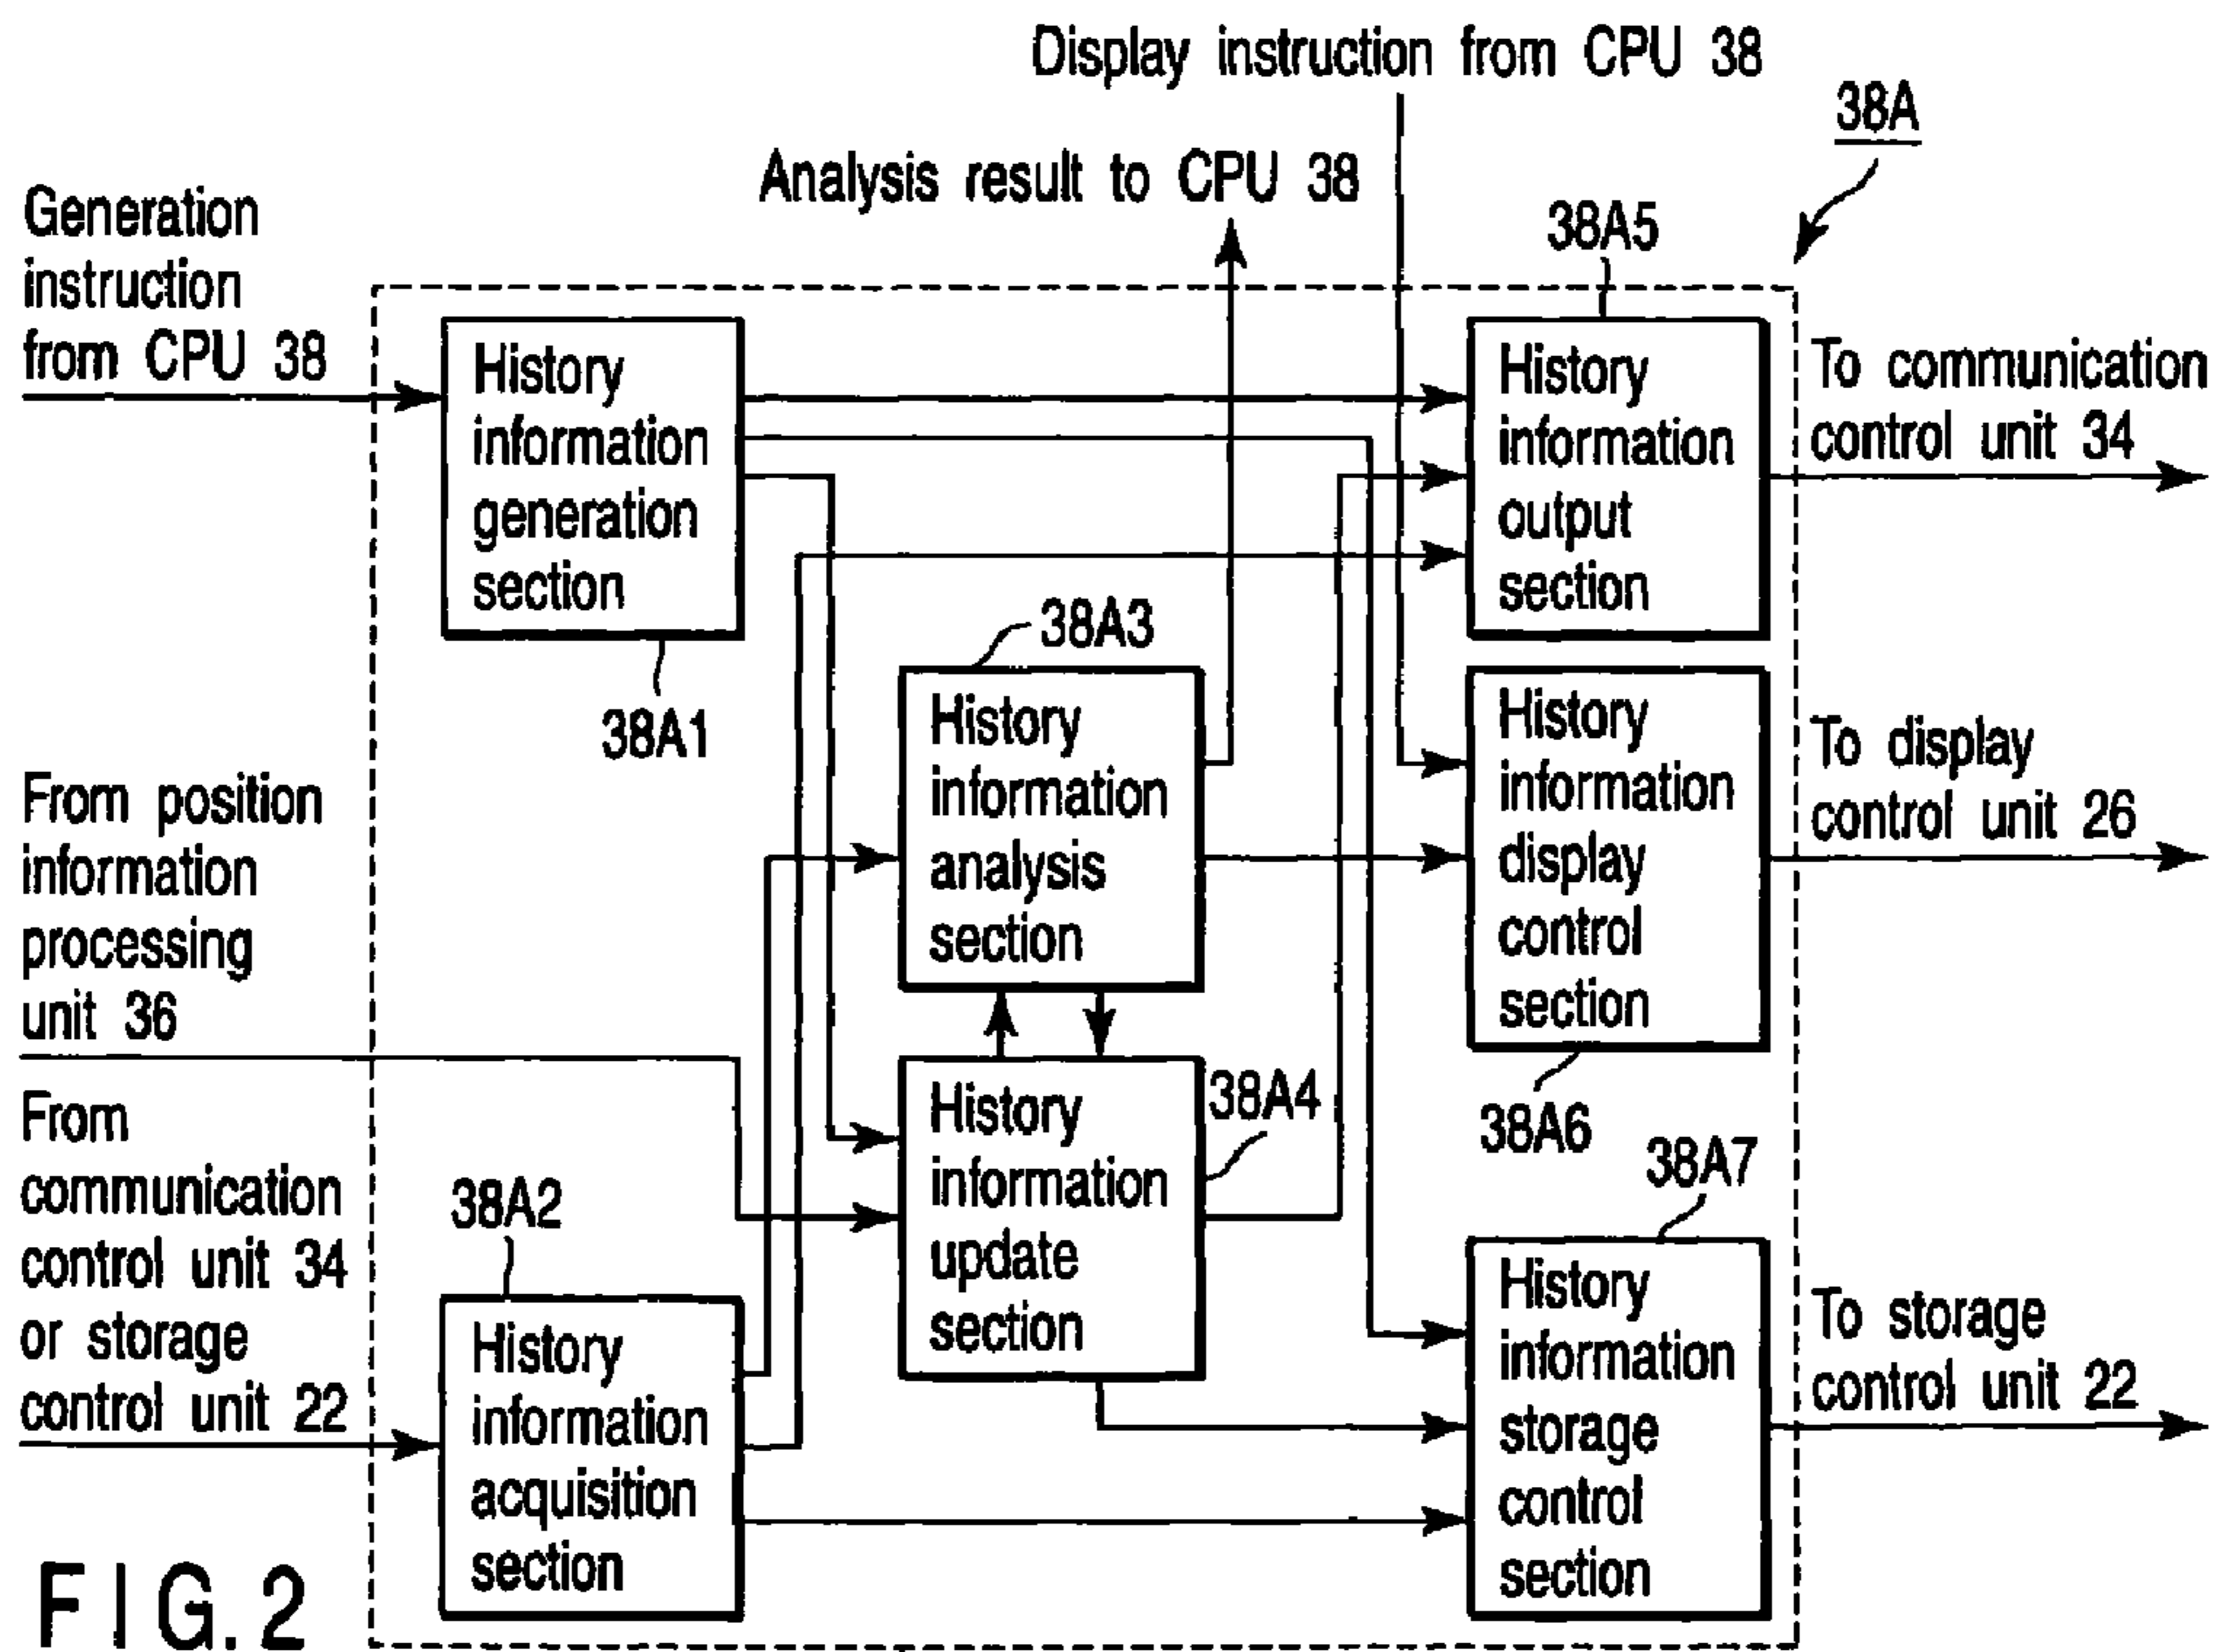 Display instruction from CPU 38
38A
Analysis result to CPU 38
Generation
instruction
from CPU 38
38A5
History
information
generation
section
38A1
History
information
output
section
To communication
control unit 34
38A3
History
information
analysis
section
History
information
display
control
section
38A6
To display
control unit 26
From position
information
processing
unit 36
From
communication
control unit 34
or storage
control unit 22
38A2
History
information
acquisition
section
History
information
update
section
38A4
38A7
History
information
storage
control
section
To storage
control unit 22
FIG. 2